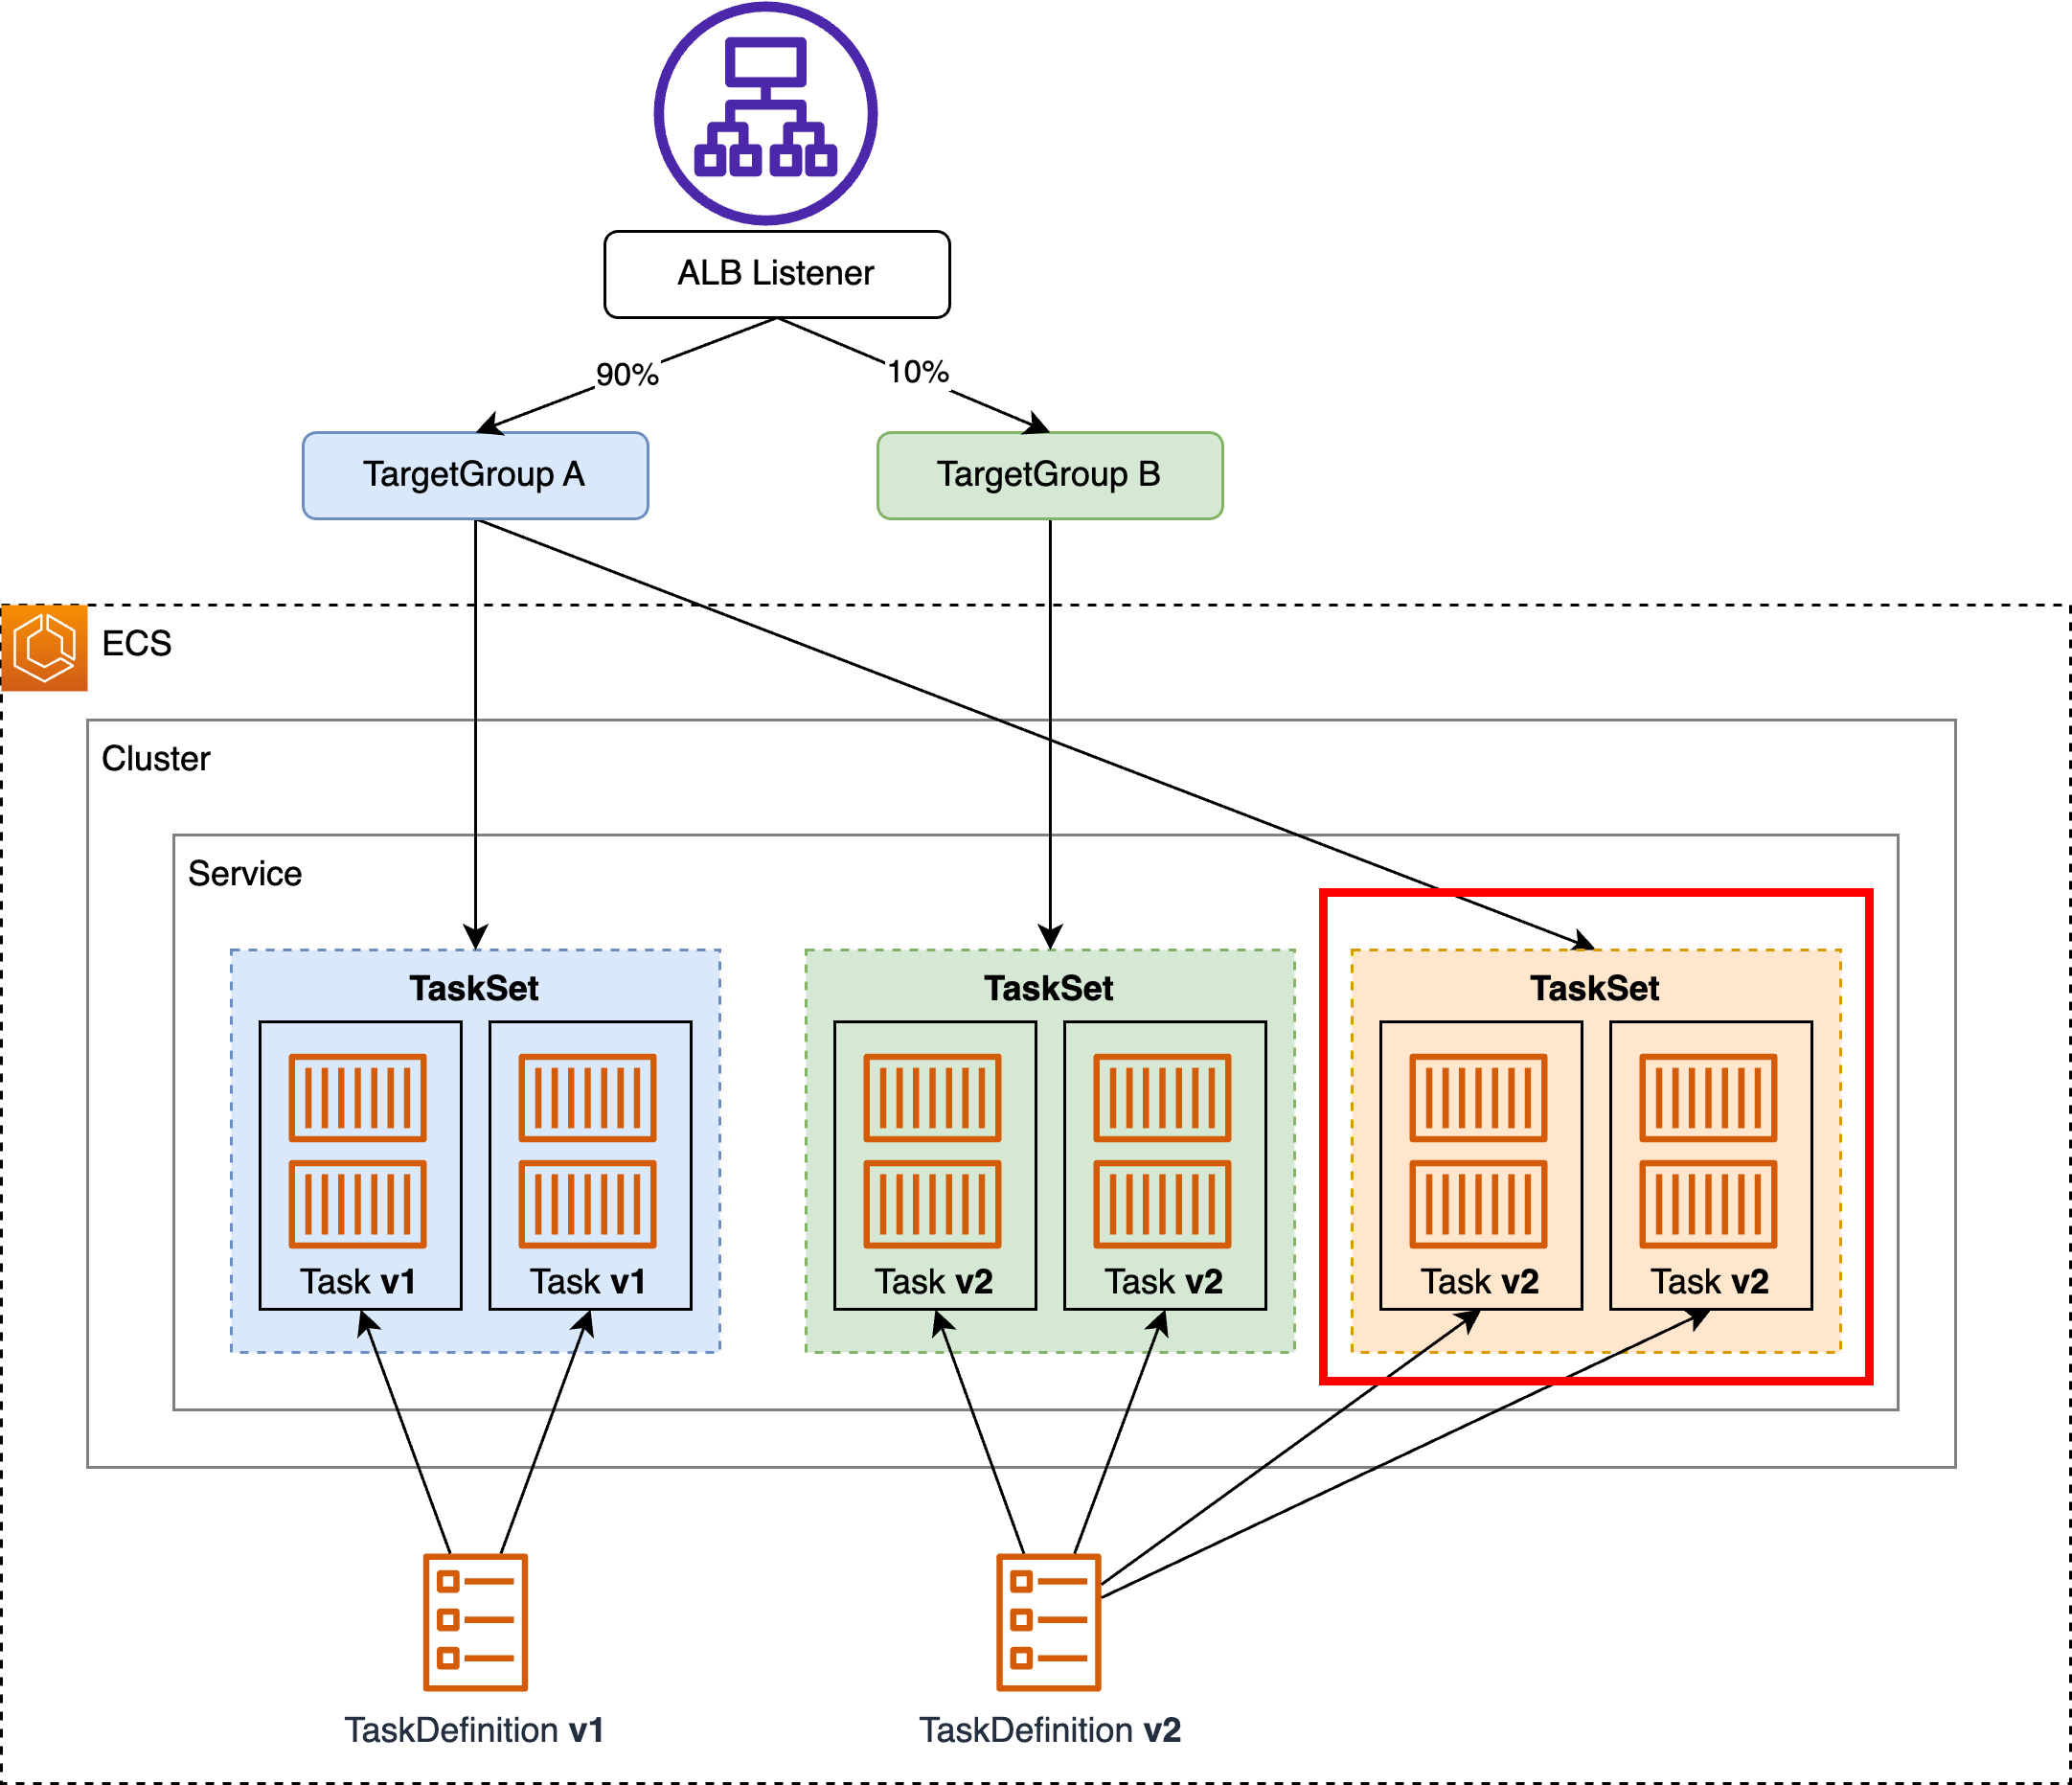 ALB Listener
90%
10%
TargetGroup A
TargetGroup B
ECS
Cluster
Service
TaskSet
TaskSet
TaskSet
Task v1
Task v1
Task v2
Task v2
Task v2
Task v2
TaskDefinition v1
TaskDefinition v2